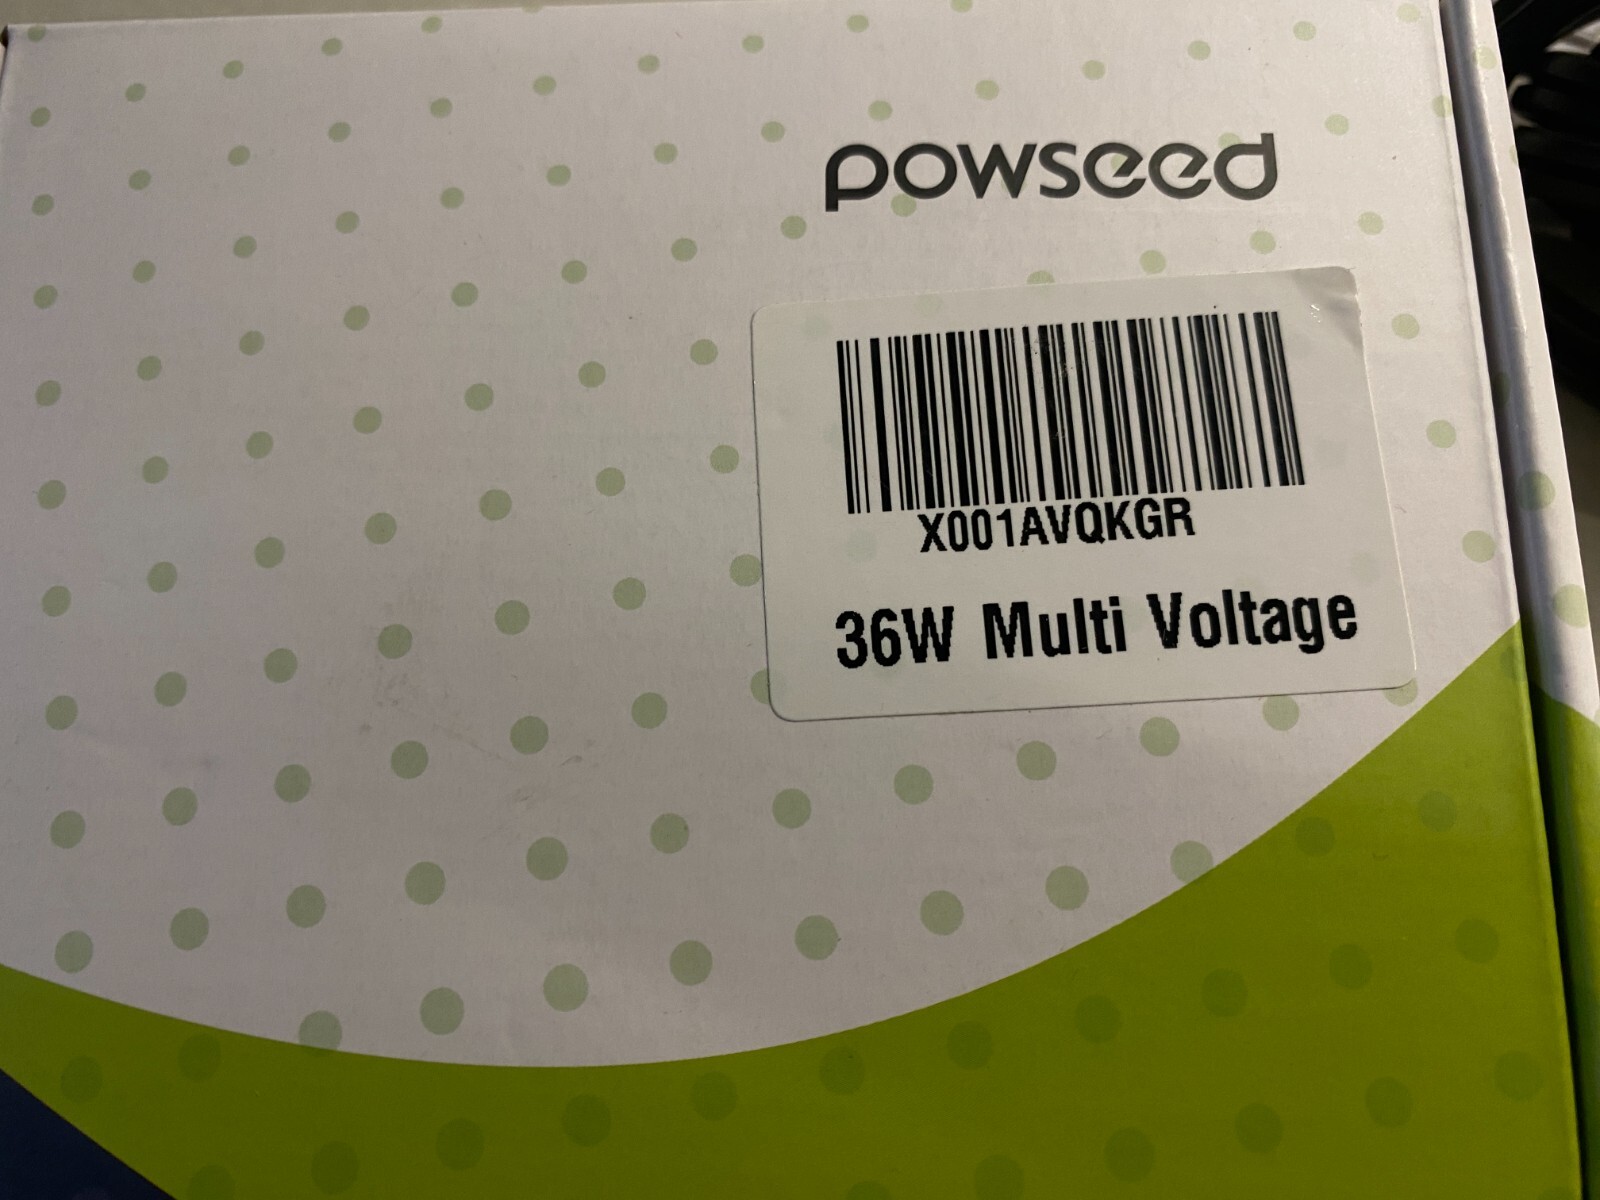 powseed
X001AVQKGR
36W Multi Voltage